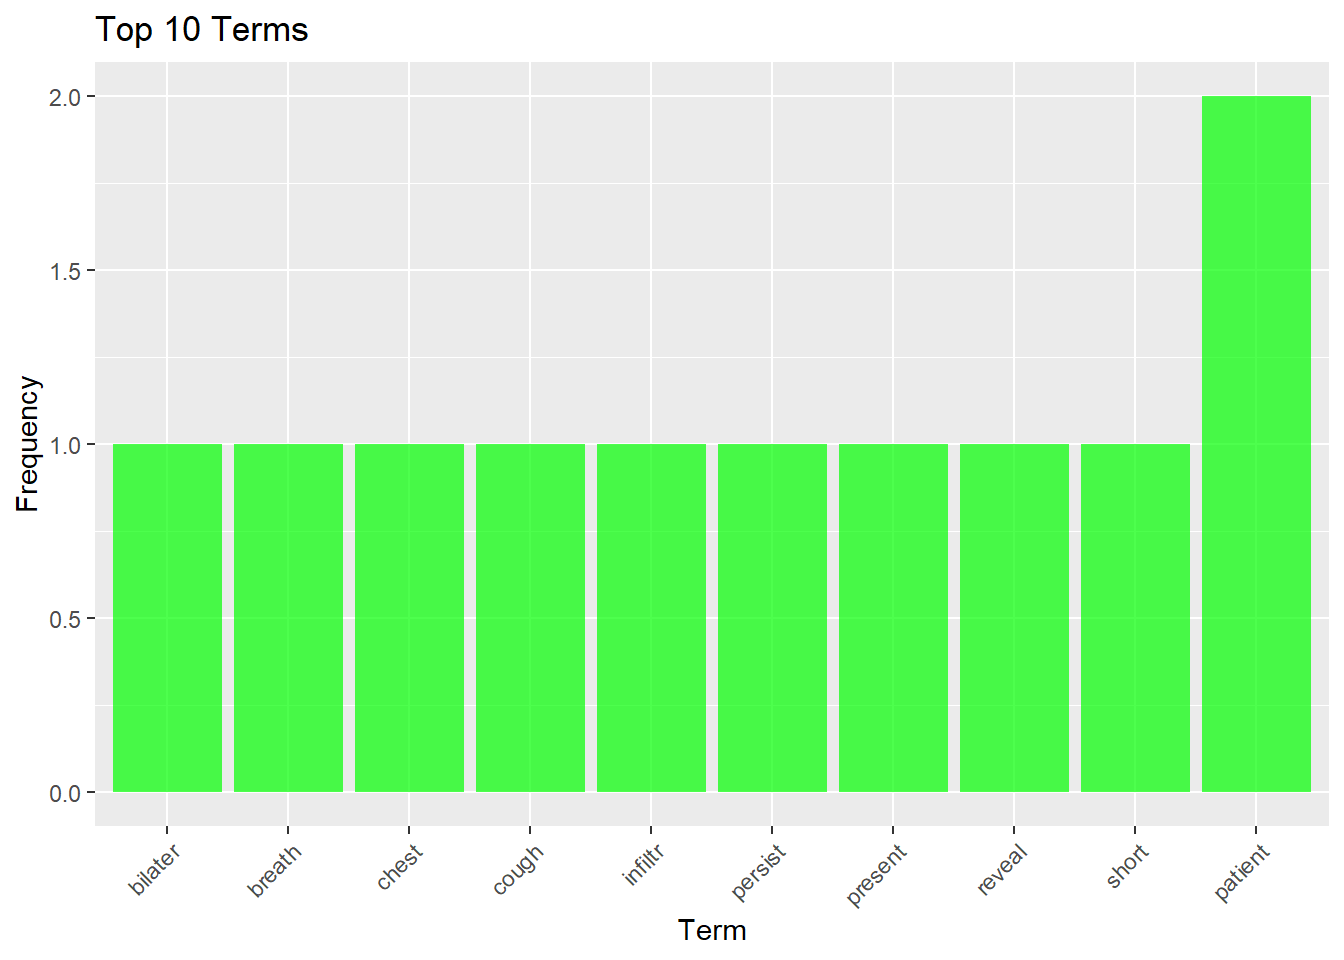 Top 10 Terms
Frequency
2.0
1.5
1.0
0.5
0.0
bilater
breath
chest
cough
infiltr
persist
present
reveal
short
patient
Term